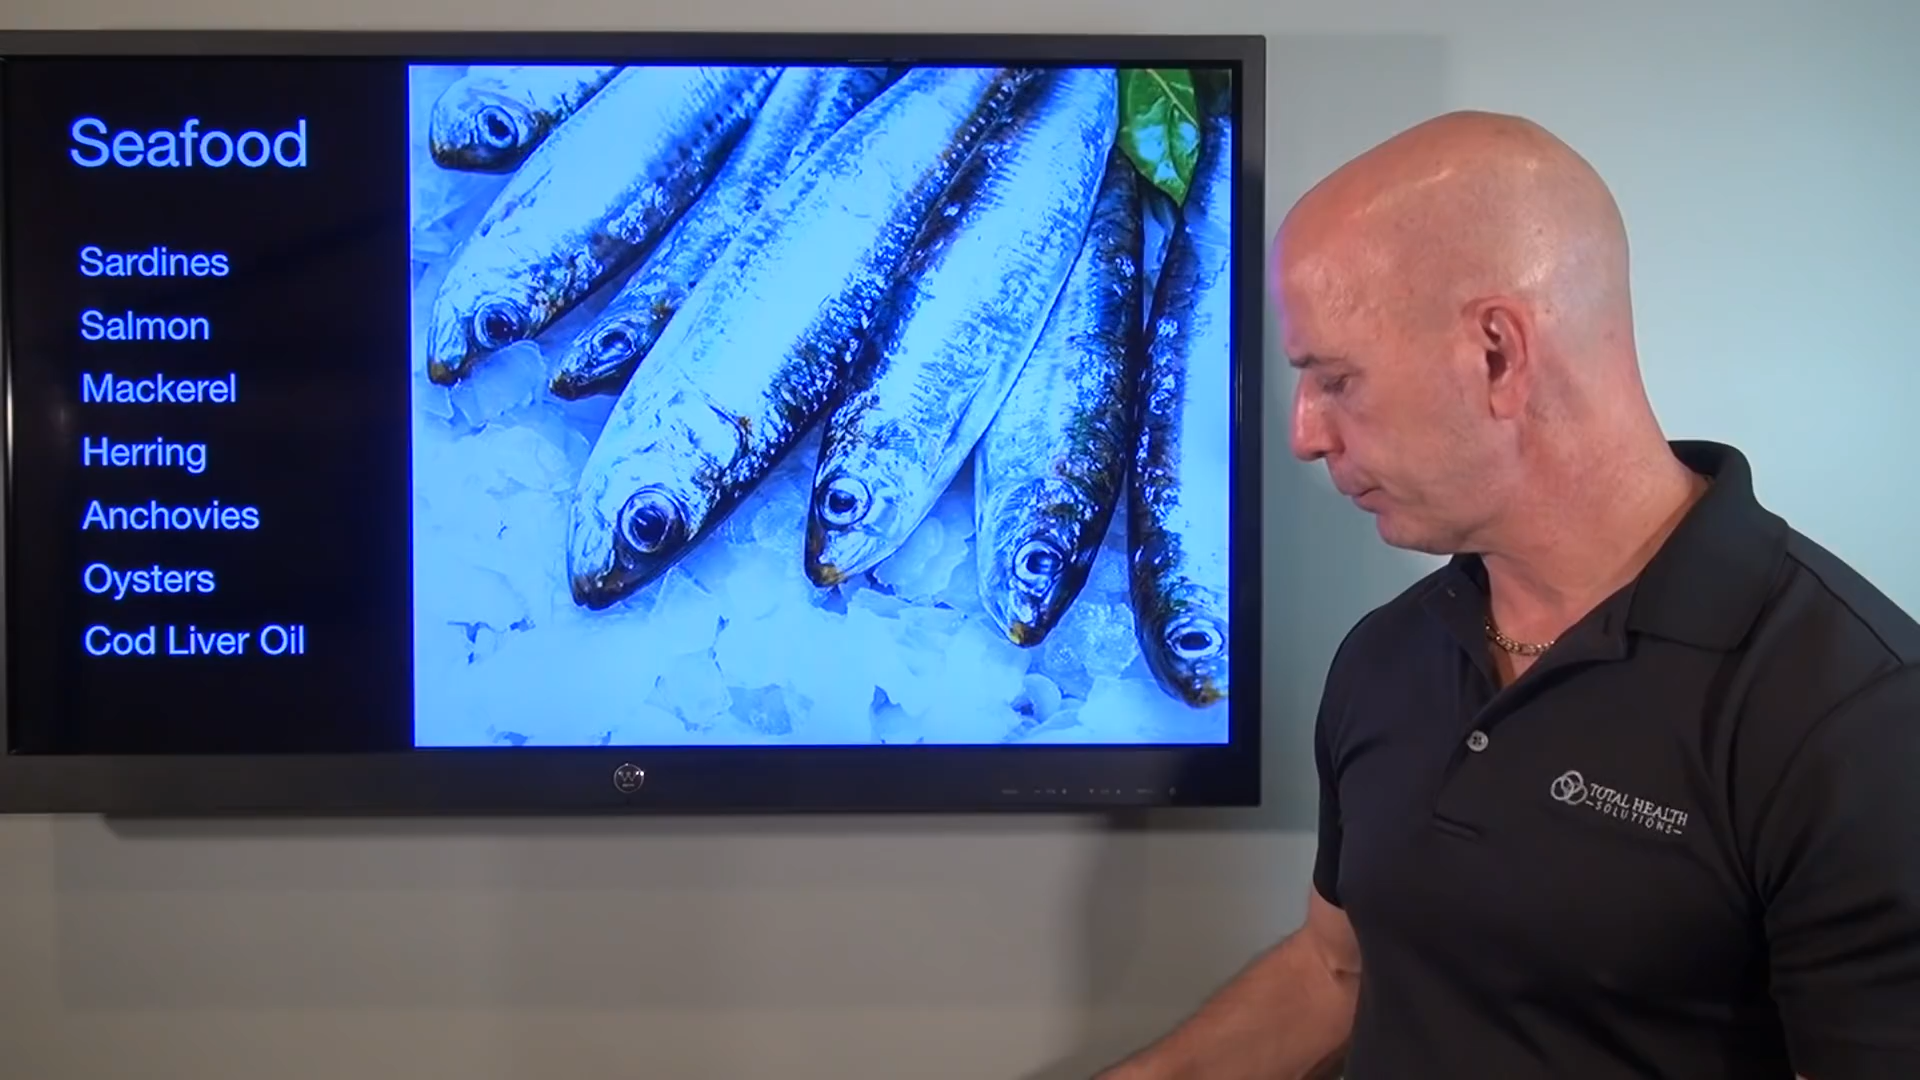 Seafood
Sardines
Salmon
Mackerel
Herring
Anchovies
Oysters
Cod Liver Oil
TOTAL HEALTH
SOLUTIONS